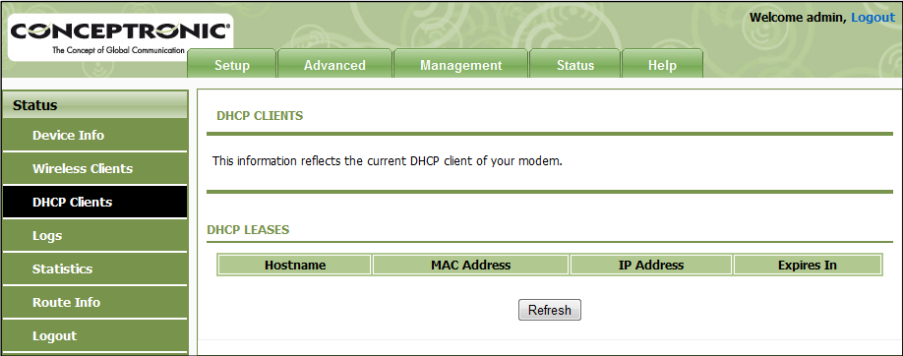 CONCEPTRONIC®
The Concept of Global Communication
Welcome admin, Logout
Setup Advanced Management Status Help
Status
Device Info
Wireless Clients
DHCP Clients
Logs
Statistics
Route Info
Logout
DHCP CLIENTS
This information reflects the current DHCP client of your modem.
DHCP LEASES
Hostname MAC Address IP Address Expires In
Refresh